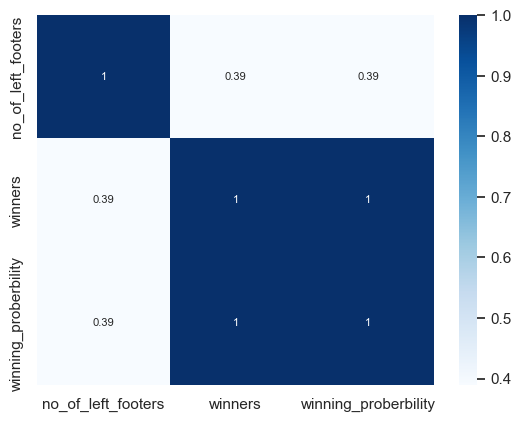 no_of_left_footers
winners
winning_proberbility
1 0.39 0.39
0.39 1 1
0.39 1 1
no_of_left_footers winners winning_proberbility
1.0
0.9
0.8
0.7
0.6
0.5
0.4